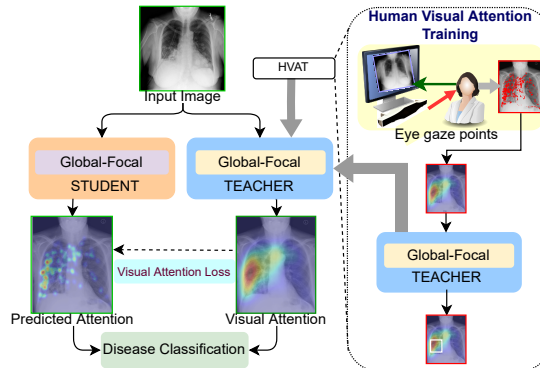 Human Visual Attention
Training
HVAT
Input Image
Eye gaze points
Global-Focal
STUDENT
Global-Focal
TEACHER
Global-Focal
TEACHER
Visual Attention Loss
Predicted Attention
Visual Attention
Disease Classification